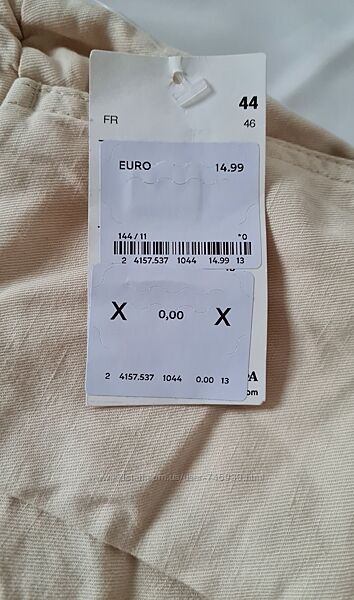 44
FR 46
EURO 14.99
144/11 *0
2 4157.537 1044 14.99 13
X 0,00 X
2 4157.537 1044 0.00 13